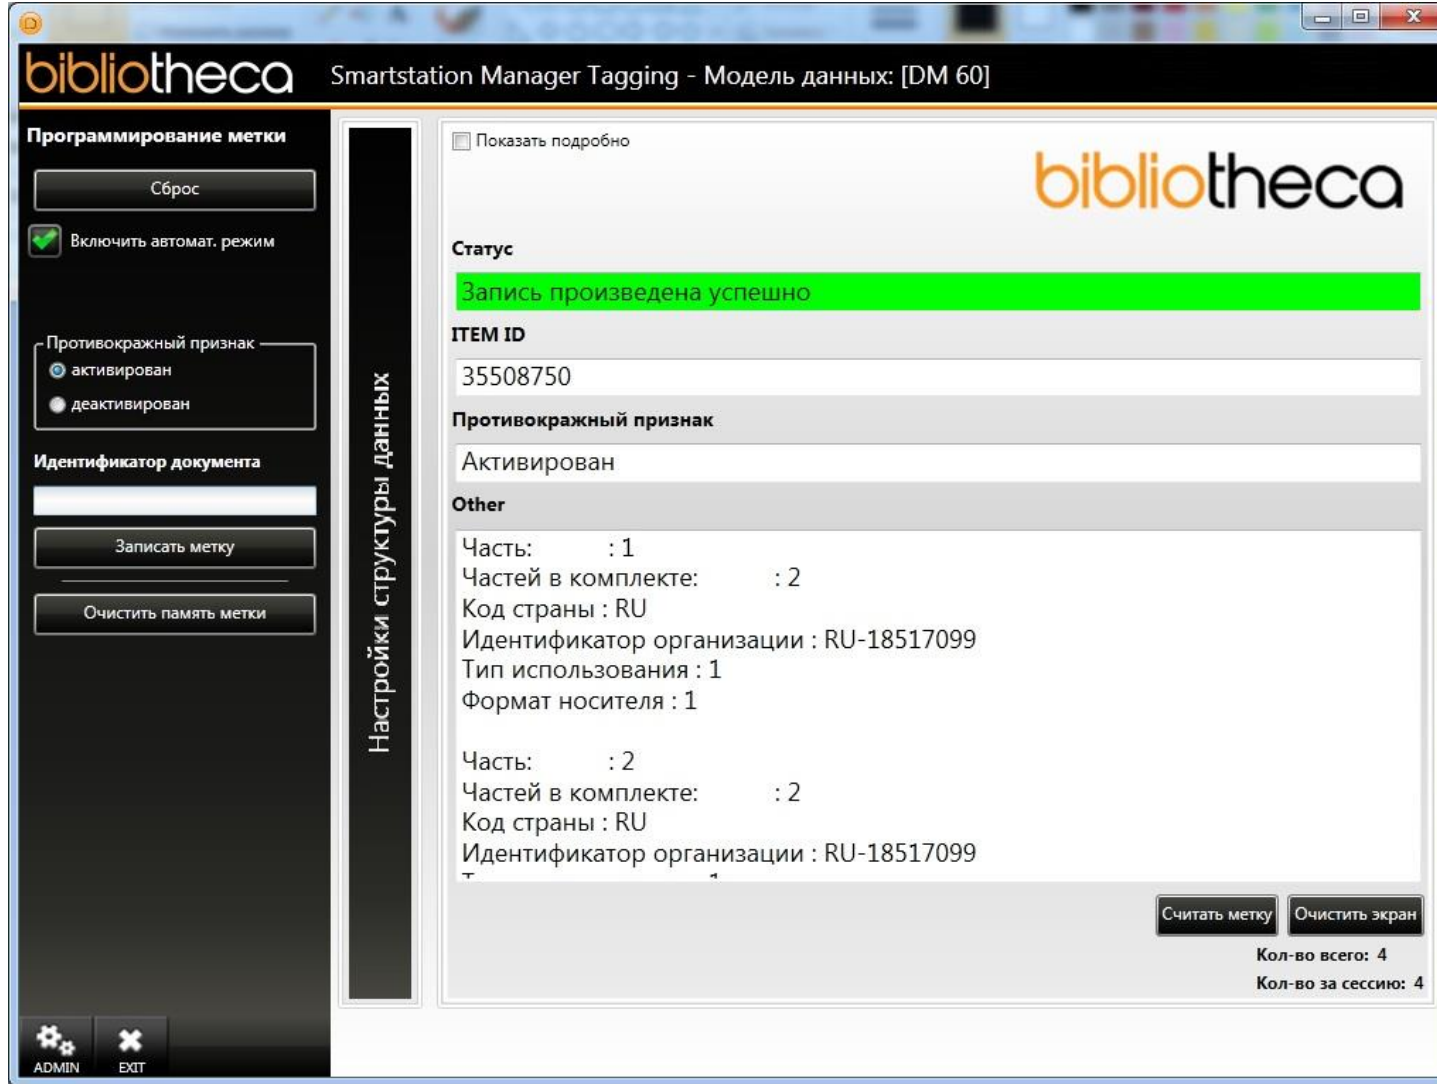 bibliotheca Smartstation Manager Tagging - Модель данных: [DM 60]
Программирование метки
Сброс
Включить автомат. режим
Противокражный признак
активирован
деактивирован
Идентификатор документа
Записать метку
Очистить память метки
ADMIN
EXIT
Настройки структуры данных
Показать подробно
bibliotheca
Статус
Запись произведена успешно
ITEM ID
35508750
Противокражный признак
Активирован
Other
Часть: : 1
Частей в комплекте: : 2
Код страны : RU
Идентификатор организации : RU-18517099
Тип использования : 1
Формат носителя : 1
Часть: : 2
Частей в комплекте: : 2
Код страны : RU
Идентификатор организации : RU-18517099
Считать метку
Очистить экран
Кол-во всего: 4
Кол-во за сессию: 4